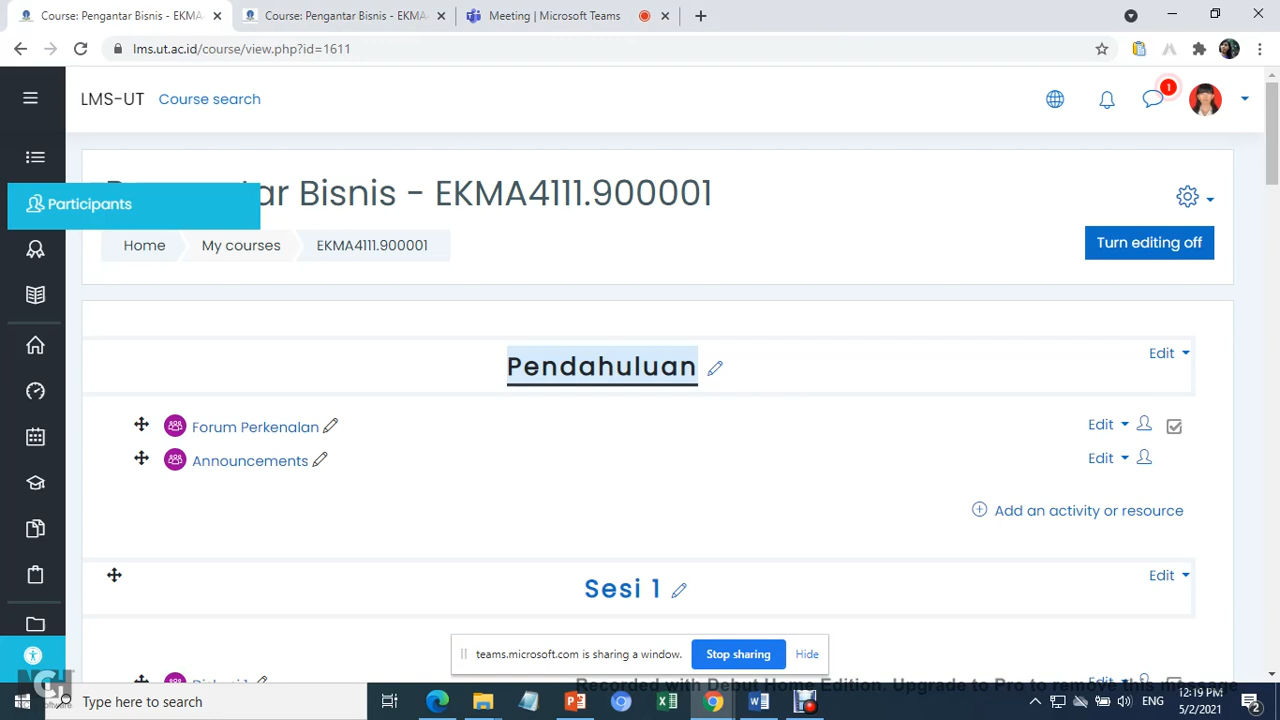 Course: Pengantar Bisnis - EKMA
Course: Pengantar Bisnis - EKMA
Meeting | Microsoft Teams
lms.ut.ac.id/course/view.php?id=1611
LMS-UT
Course search
1
Participants
ar Bisnis - EKMA4111.900001
Home
My courses
EKMA4111.900001
Turn editing off
Pendahuluan
Edit
Forum Perkenalan
Edit
Announcements
Edit
Add an activity or resource
Sesi 1
Edit
teams.microsoft.com is sharing a window.
Stop sharing
Hide
Recorded with Debut Home Edition. Upgrade to Pro to remove this message
NCH
Software
Type here to search
ENG
12:19 PM
5/2/2021
2